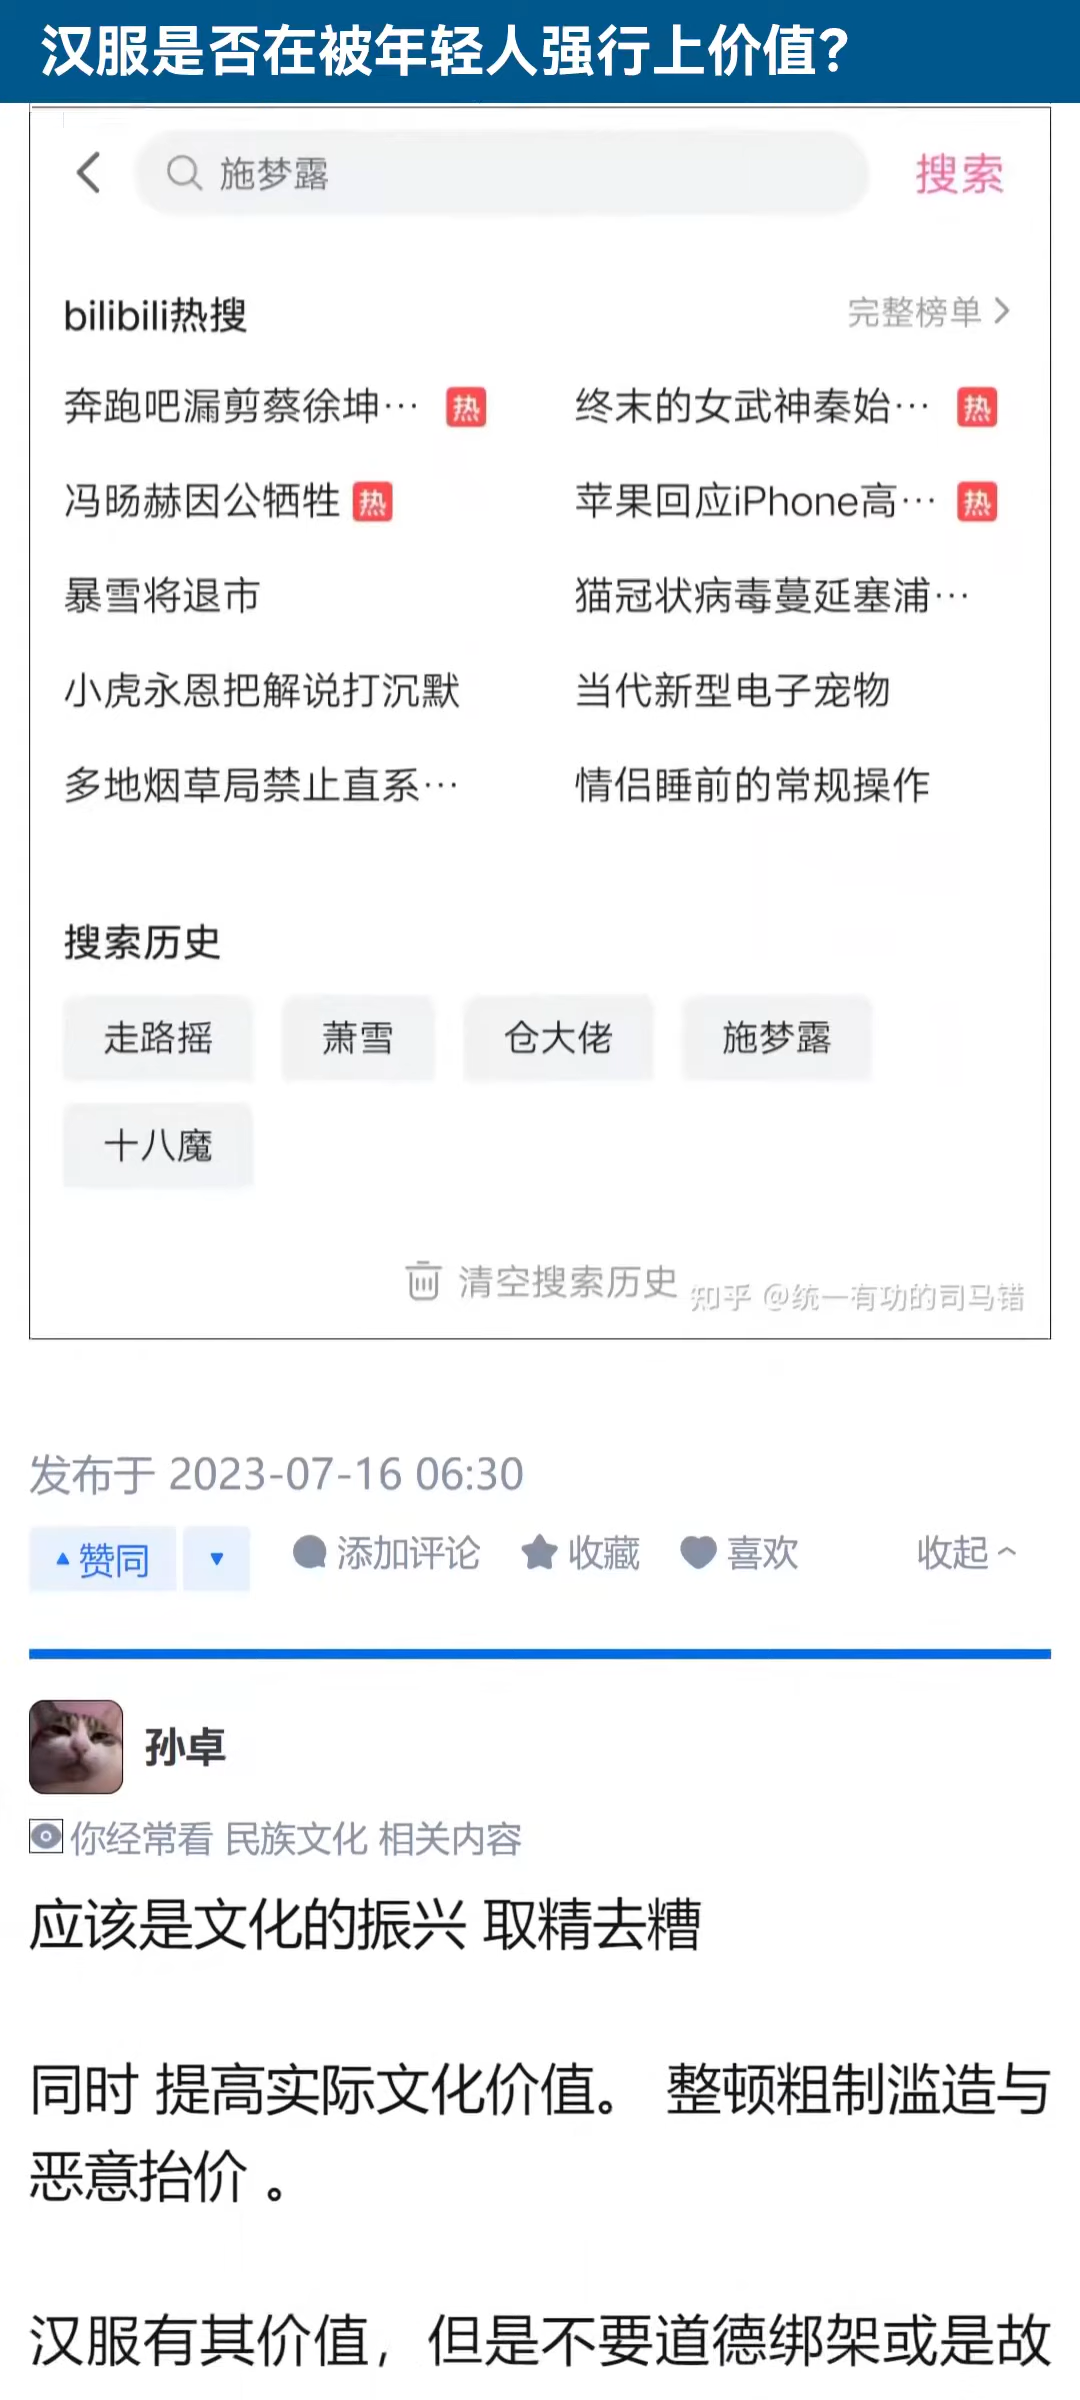 汉服是否在被年轻人强行上价值?
施梦露 搜索
bilibili热搜 完整榜单
奔跑吧漏剪蔡徐坤… 热 终末的女武神秦始… 热
冯旸赫因公牺牲 热 苹果回应iPhone高… 热
暴雪将退市 猫冠状病毒蔓延塞浦…
小虎永恩把解说打沉默 当代新型电子宠物
多地烟草局禁止直系… 情侣睡前的常规操作
搜索历史
走路摇 萧雪 仓大佬 施梦露
十八魔
清空搜索历史
知乎 @统一有功的司马错
发布于 2023-07-16 06:30
赞同 添加评论 收藏 喜欢 收起
孙卓
你经常看 民族文化 相关内容
应该是文化的振兴 取精去糟
同时 提高实际文化价值。 整顿粗制滥造与
恶意抬价 。
汉服有其价值，但是不要道德绑架或是故